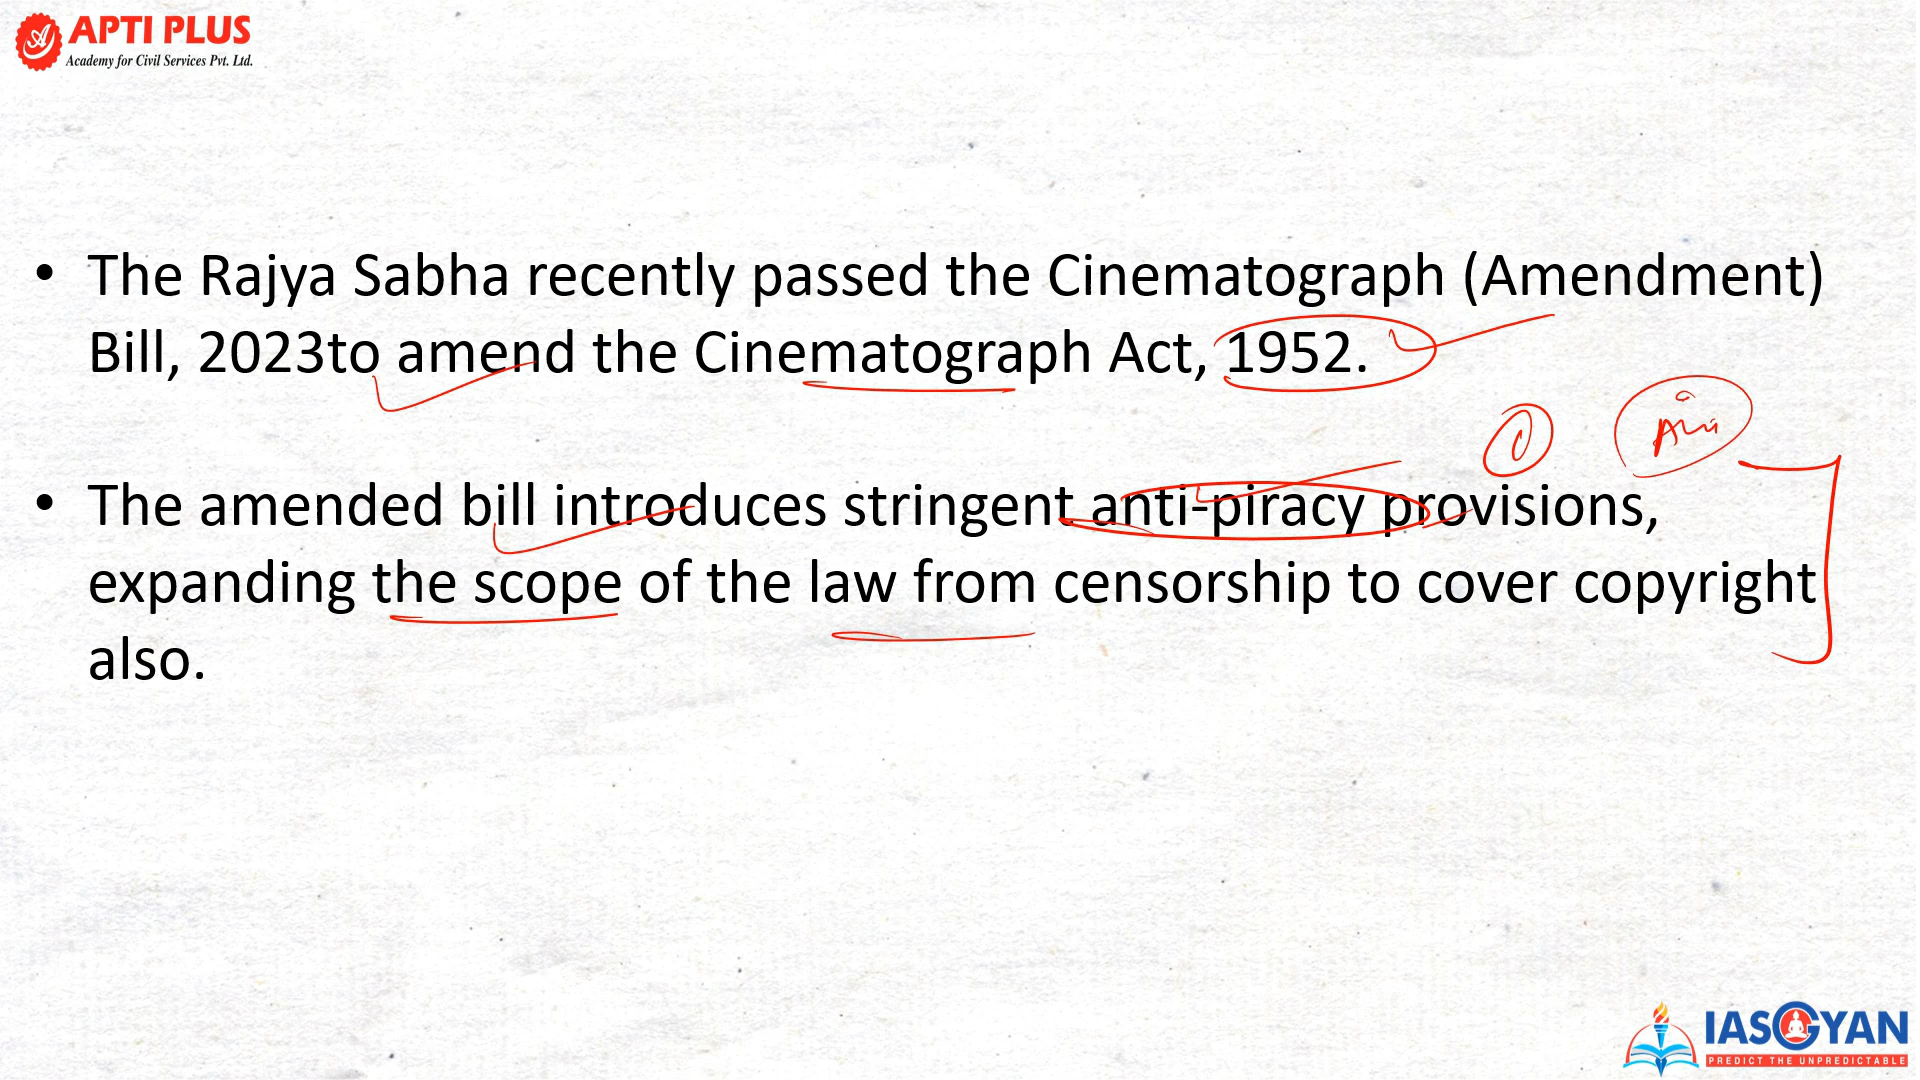 APTI PLUS
Academy for Civil Services Pvt. Ltd.
• The Rajya Sabha recently passed the Cinematograph (Amendment)
Bill, 2023to amend the Cinematograph Act, 1952.
• The amended bill introduces stringent anti-piracy provisions,
expanding the scope of the law from censorship to cover copyright
also.
IASGYAN
PREDICT THE UNPREDICTABLE